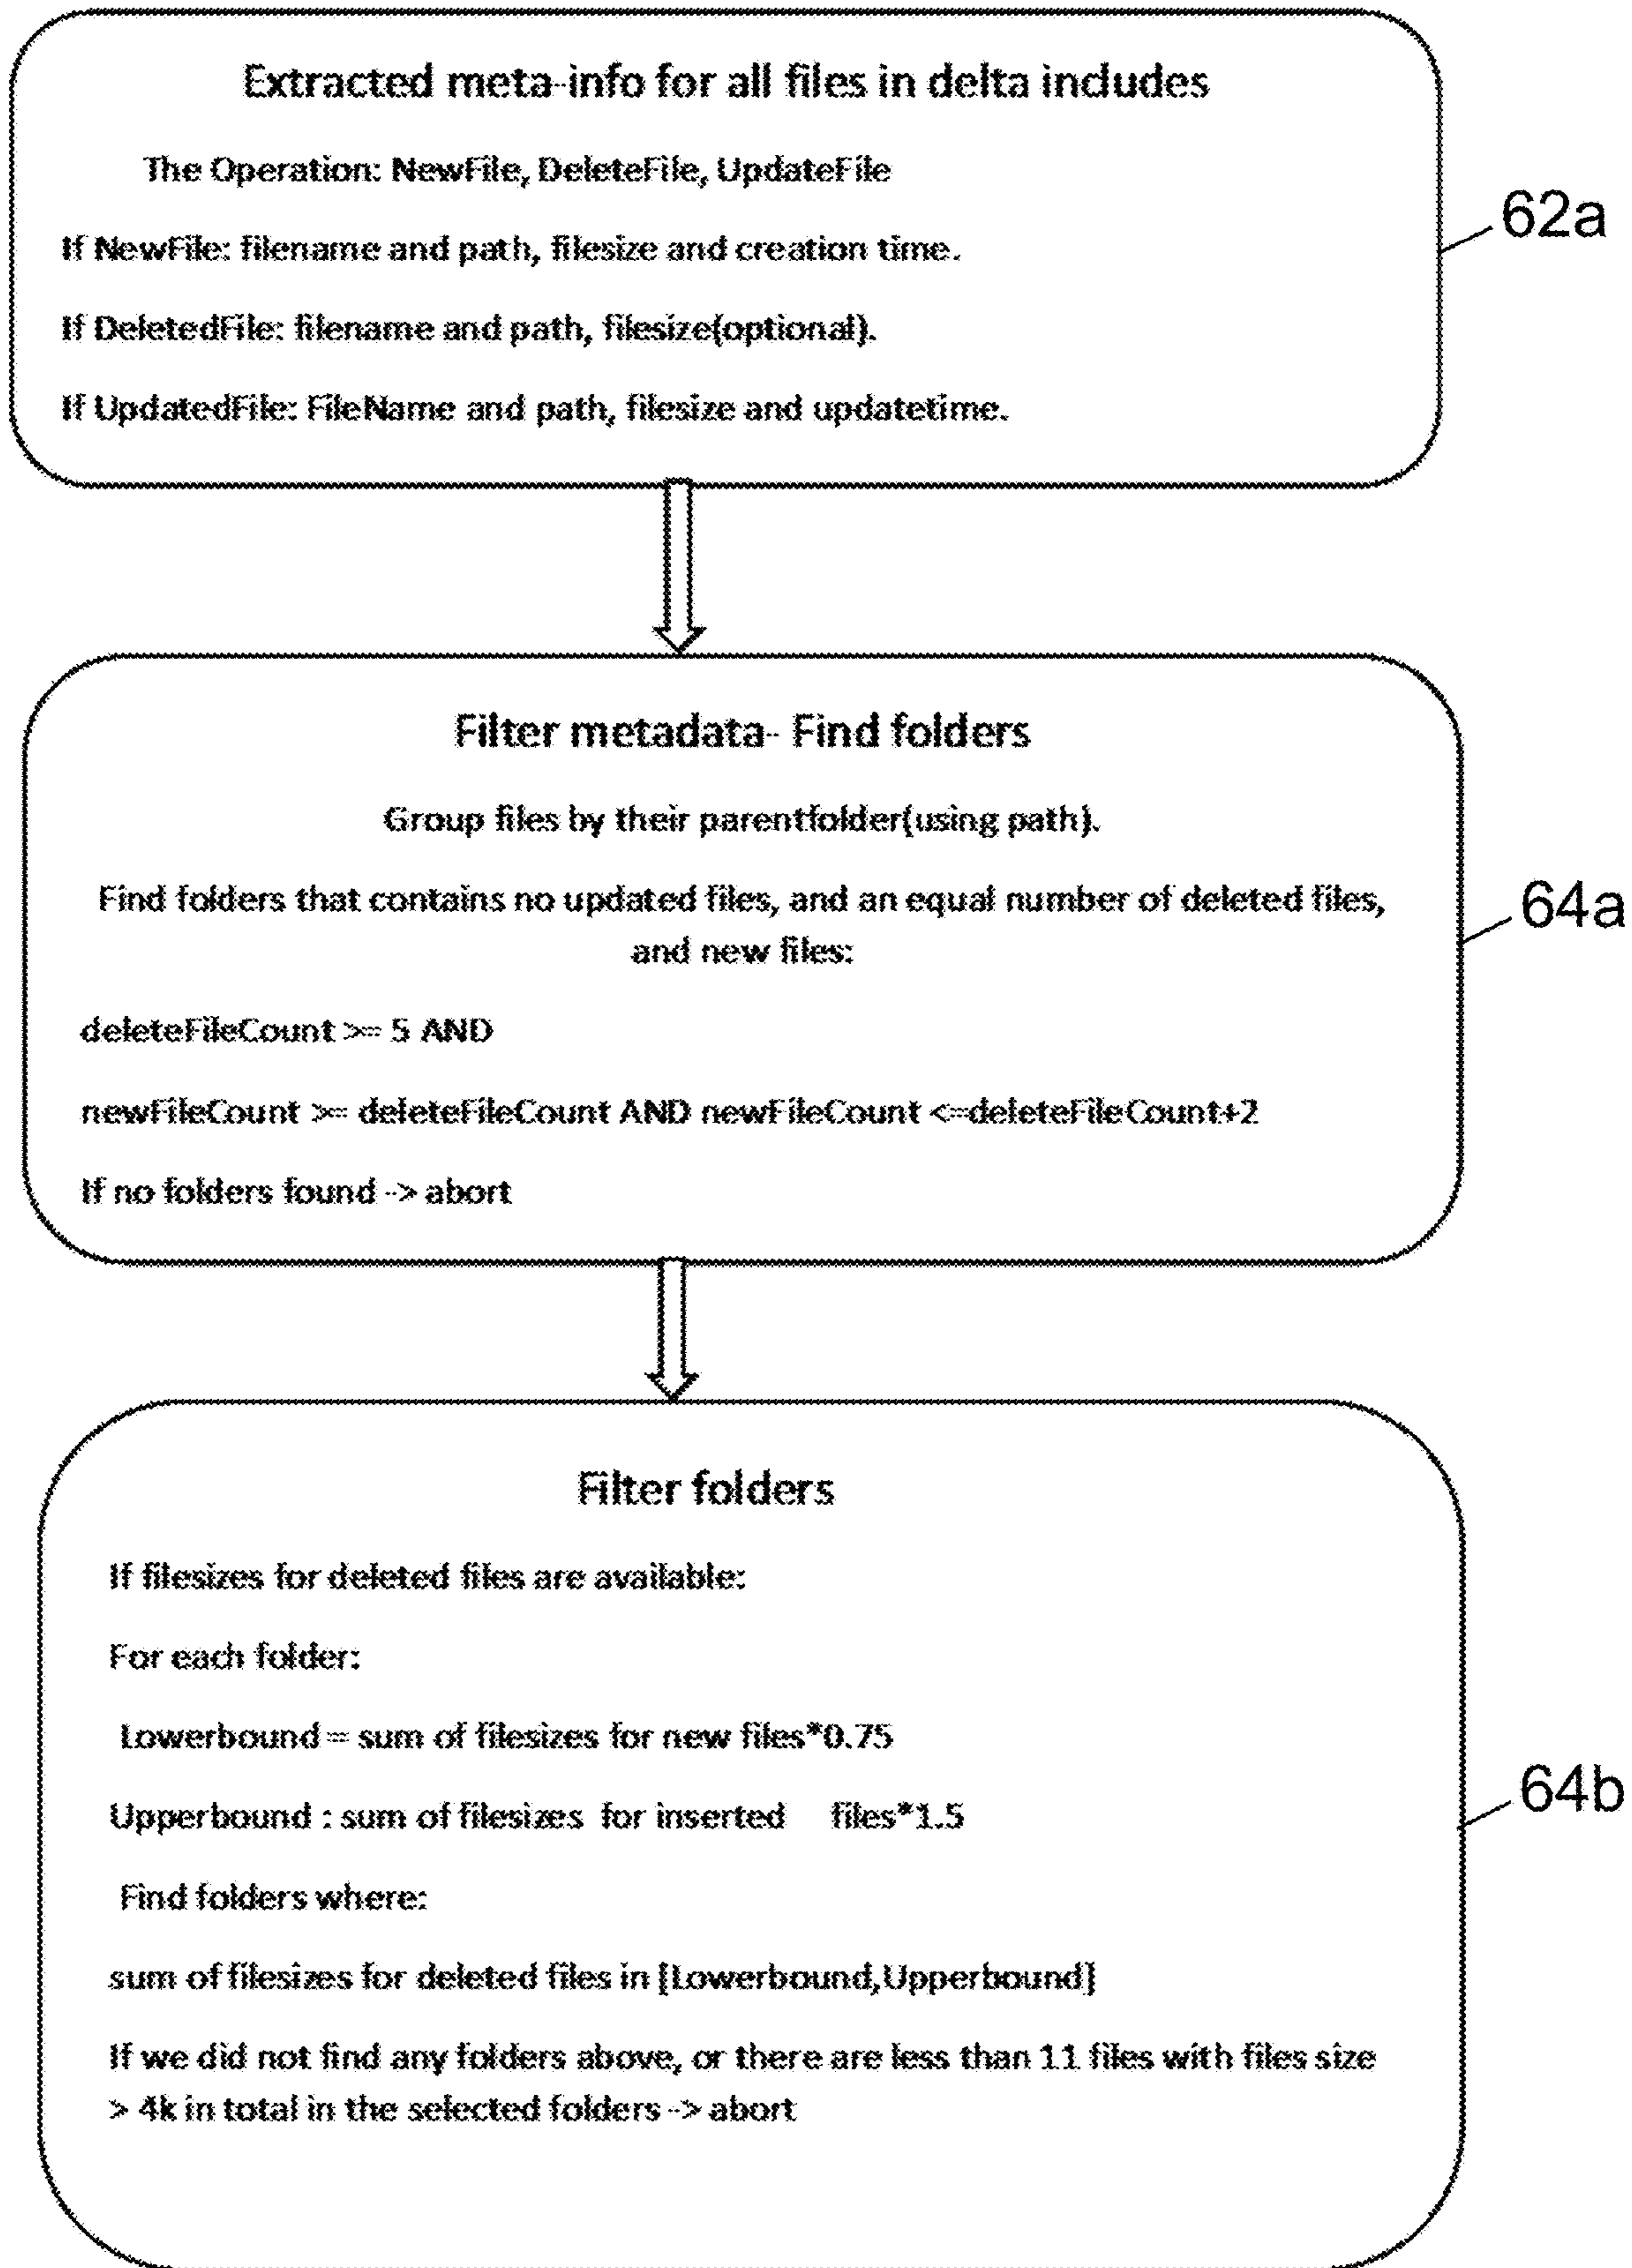 Extracted meta-info for all files in delta includes
The Operation: NewFile, DeleteFile, UpdateFile
If NewFile: filename and path, filesize and creation time.
62a
If DeletedFile: filename and path, filesize(optional).
If UpdatedFile: FileName and path, filesize and updatetime.
Filter metadata- Find folders
Group files by their parentfolder(using path).
Find folders that contains no updated files, and an equal number of deleted files,
64a
and new files:
deleteFileCount >= 5 AND
newFileCount >= deleteFileCount AND newFileCount <=deleteFileCount+2
If no folders found -> abort
Filter folders
If filesizes for deleted files are available:
For each folder:
Lowerbound = sum of filesizes for new files*0.75
Upperbound : sum of filesizes for inserted files*1.5
64b
Find folders where:
sum of filesizes for deleted files in [Lowerbound,Upperbound]
If we did not find any folders above, or there are less than 11 files with files size
> 4k in total in the selected folders -> abort